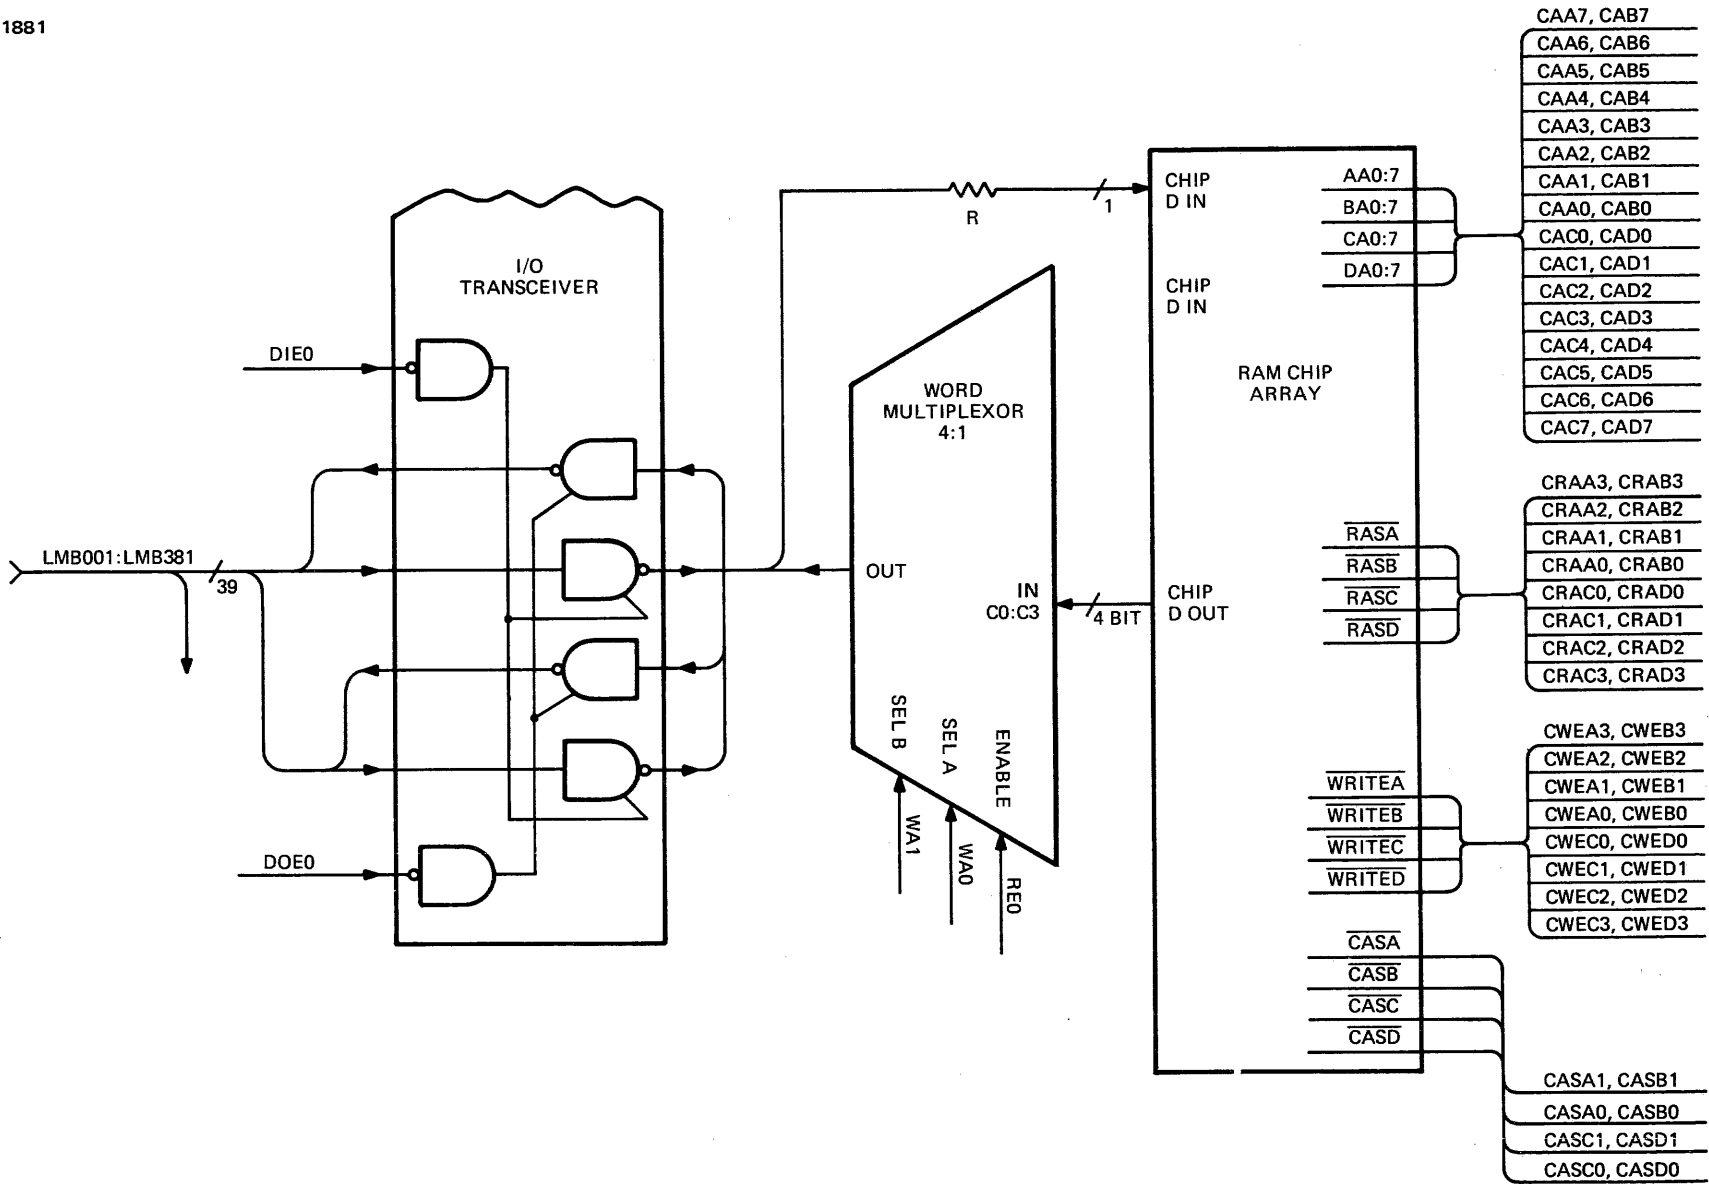 1881
I/O
TRANSCEIVER
DIE0
LMB001:LMB381
39
DOE0
R
1
WORD
MULTIPLEXOR
4:1
OUT
IN
C0:C3
SEL B
SEL A
ENABLE
WA1
WA0
RE0
4 BIT
CHIP
D IN
CHIP
D IN
RAM CHIP
ARRAY
CHIP
D OUT
AA0:7
BA0:7
CA0:7
DA0:7
RASA
RASB
RASC
RASD
WRITEA
WRITEB
WRITEC
WRITED
CASA
CASB
CASC
CASD
CAA7, CAB7
CAA6, CAB6
CAA5, CAB5
CAA4, CAB4
CAA3, CAB3
CAA2, CAB2
CAA1, CAB1
CAA0, CAB0
CAC0, CAD0
CAC1, CAD1
CAC2, CAD2
CAC3, CAD3
CAC4, CAD4
CAC5, CAD5
CAC6, CAD6
CAC7, CAD7
CRAA3, CRAB3
CRAA2, CRAB2
CRAA1, CRAB1
CRAA0, CRAB0
CRAC0, CRAD0
CRAC1, CRAD1
CRAC2, CRAD2
CRAC3, CRAD3
CWEA3, CWEB3
CWEA2, CWEB2
CWEA1, CWEB1
CWEA0, CWEB0
CWEC0, CWED0
CWEC1, CWED1
CWEC2, CWED2
CWEC3, CWED3
CASA1, CASB1
CASA0, CASB0
CASC1, CASD1
CASC0, CASD0